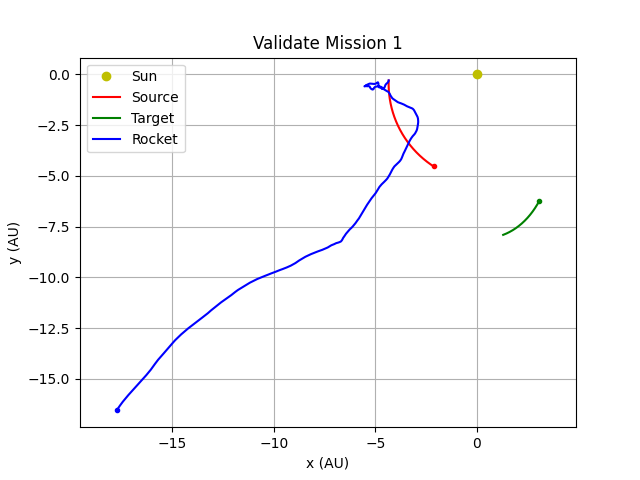 Validate Mission 1
Sun
Source
Target
Rocket
0.0
−2.5
−5.0
−7.5
−10.0
−12.5
−15.0
y (AU)
−15
−10
−5
0
x (AU)